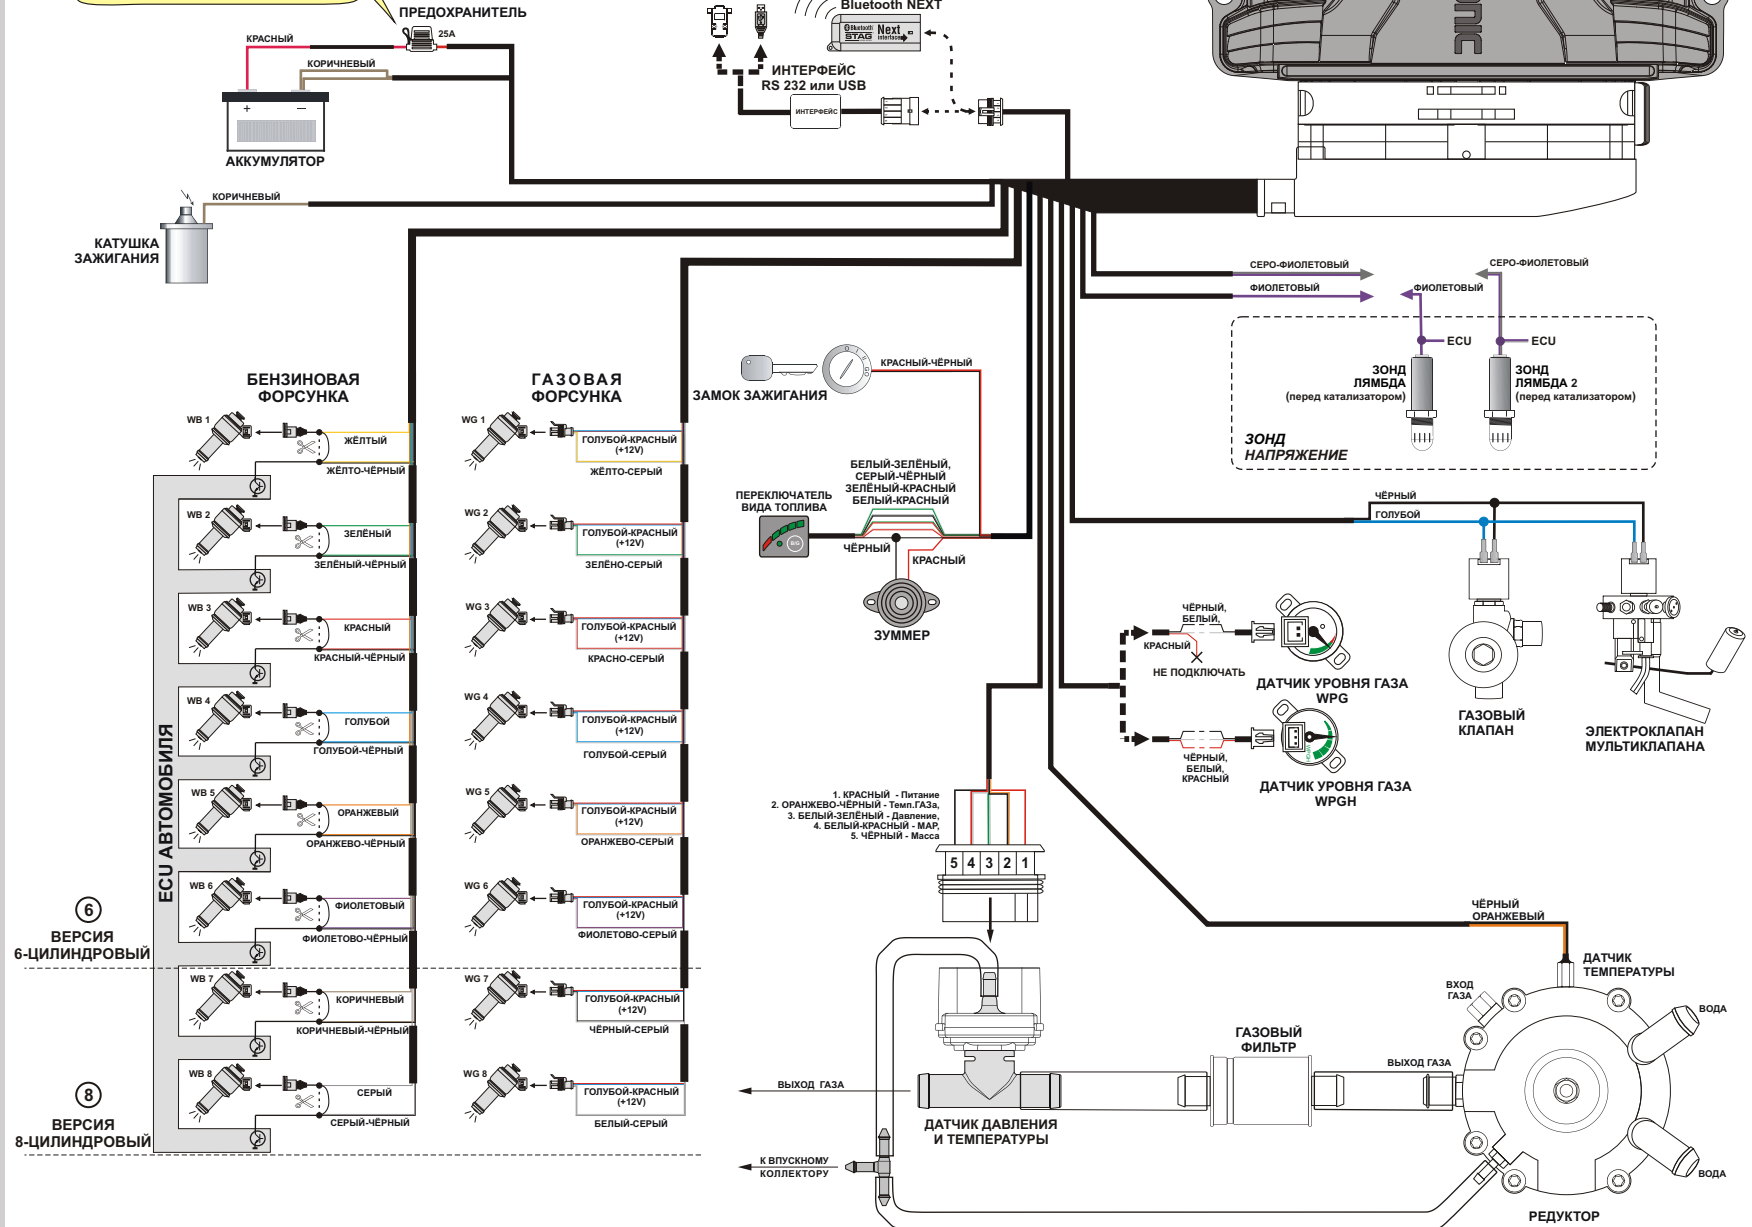 ПРЕДОХРАНИТЕЛЬ
25A
КРАСНЫЙ
КОРИЧНЕВЫЙ
+ −
АККУМУЛЯТОР
Bluetooth NEXT
Bluetooth
STAG
Next
interface
ИНТЕРФЕЙС
RS 232 или USB
ИНТЕРФЕЙС
ONIC
КОРИЧНЕВЫЙ
КАТУШКА
ЗАЖИГАНИЯ
СЕРО-ФИОЛЕТОВЫЙ
ФИОЛЕТОВЫЙ
СЕРО-ФИОЛЕТОВЫЙ
ФИОЛЕТОВЫЙ
ECU
ECU
ЗОНД
ЛЯМБДА
(перед катализатором)
ЗОНД
ЛЯМБДА 2
(перед катализатором)
ЗОНД
НАПРЯЖЕНИЕ
БЕНЗИНОВАЯ
ФОРСУНКА
ГАЗОВАЯ
ФОРСУНКА
WB 1
ЖЁЛТЫЙ
ЖЁЛТО-ЧЁРНЫЙ
WB 2
ЗЕЛЁНЫЙ
ЗЕЛЁНЫЙ-ЧЁРНЫЙ
WB 3
КРАСНЫЙ
КРАСНЫЙ-ЧЁРНЫЙ
WB 4
ГОЛУБОЙ
ГОЛУБОЙ-ЧЁРНЫЙ
WB 5
ОРАНЖЕВЫЙ
ОРАНЖЕВО-ЧЁРНЫЙ
WB 6
ФИОЛЕТОВЫЙ
ФИОЛЕТОВО-ЧЁРНЫЙ
WB 7
КОРИЧНЕВЫЙ
КОРИЧНЕВЫЙ-ЧЁРНЫЙ
WB 8
СЕРЫЙ
СЕРЫЙ-ЧЁРНЫЙ
ECU АВТОМОБИЛЯ
6
ВЕРСИЯ
6-ЦИЛИНДРОВЫЙ
8
ВЕРСИЯ
8-ЦИЛИНДРОВЫЙ
WG 1
ГОЛУБОЙ-КРАСНЫЙ
(+12V)
ЖЁЛТО-СЕРЫЙ
WG 2
ГОЛУБОЙ-КРАСНЫЙ
(+12V)
ЗЕЛЁНО-СЕРЫЙ
WG 3
ГОЛУБОЙ-КРАСНЫЙ
(+12V)
КРАСНО-СЕРЫЙ
WG 4
ГОЛУБОЙ-КРАСНЫЙ
(+12V)
ГОЛУБОЙ-СЕРЫЙ
WG 5
ГОЛУБОЙ-КРАСНЫЙ
(+12V)
ОРАНЖЕВО-СЕРЫЙ
WG 6
ГОЛУБОЙ-КРАСНЫЙ
(+12V)
ФИОЛЕТОВО-СЕРЫЙ
WG 7
ГОЛУБОЙ-КРАСНЫЙ
(+12V)
ЧЁРНЫЙ-СЕРЫЙ
WG 8
ГОЛУБОЙ-КРАСНЫЙ
(+12V)
БЕЛЫЙ-СЕРЫЙ
КРАСНЫЙ-ЧЁРНЫЙ
ЗАМОК ЗАЖИГАНИЯ
БЕЛЫЙ-ЗЕЛЁНЫЙ,
СЕРЫЙ-ЧЁРНЫЙ
ЗЕЛЁНЫЙ-КРАСНЫЙ
БЕЛЫЙ-КРАСНЫЙ
ПЕРЕКЛЮЧАТЕЛЬ
ВИДА ТОПЛИВА
B/G
ЧЁРНЫЙ
КРАСНЫЙ
ЗУММЕР
ЧЁРНЫЙ
ГОЛУБОЙ
ГАЗОВЫЙ
КЛАПАН
ЭЛЕКТРОКЛАПАН
МУЛЬТИКЛАПАНА
ЧЁРНЫЙ,
БЕЛЫЙ,
КРАСНЫЙ
НЕ ПОДКЛЮЧАТЬ
ДАТЧИК УРОВНЯ ГАЗА
WPG
ЧЁРНЫЙ,
БЕЛЫЙ,
КРАСНЫЙ
ДАТЧИК УРОВНЯ ГАЗА
WPGH
1. КРАСНЫЙ - Питание
2. ОРАНЖЕВО-ЧЁРНЫЙ - Темп.ГАЗа,
3. БЕЛЫЙ-ЗЕЛЁНЫЙ - Давление,
4. БЕЛЫЙ-КРАСНЫЙ - МАР,
5. ЧЁРНЫЙ - Масса
5 4 3 2 1
ЧЁРНЫЙ
ОРАНЖЕВЫЙ
ДАТЧИК
ТЕМПЕРАТУРЫ
ВХОД
ГАЗА
ВОДА
ГАЗОВЫЙ
ФИЛЬТР
ВЫХОД ГАЗА
ВЫХОД ГАЗА
ДАТЧИК ДАВЛЕНИЯ
И ТЕМПЕРАТУРЫ
К ВПУСКНОМУ
КОЛЛЕКТОРУ
ВОДА
РЕДУКТОР